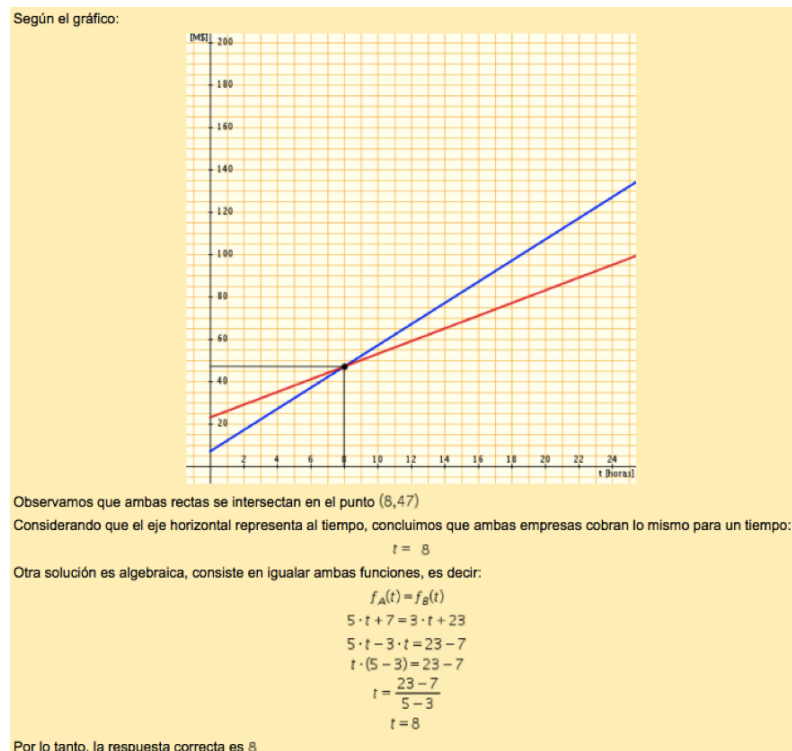 Según el gráfico:
[M$]
200
180
160
140
120
100
80
60
40
20
2 4 6 8 10 12 14 16 18 20 22 24
t [horas]
Observamos que ambas rectas se intersectan en el punto (8,47)
Considerando que el eje horizontal representa al tiempo, concluimos que ambas empresas cobran lo mismo para un tiempo:
t = 8
Otra solución es algebraica, consiste en igualar ambas funciones, es decir:
f_A(t) = f_B(t)
5 · t + 7 = 3 · t + 23
5 · t − 3 · t = 23 − 7
t · (5 − 3) = 23 − 7
t = (23 − 7)/(5 − 3)
t = 8
Por lo tanto, la respuesta correcta es 8